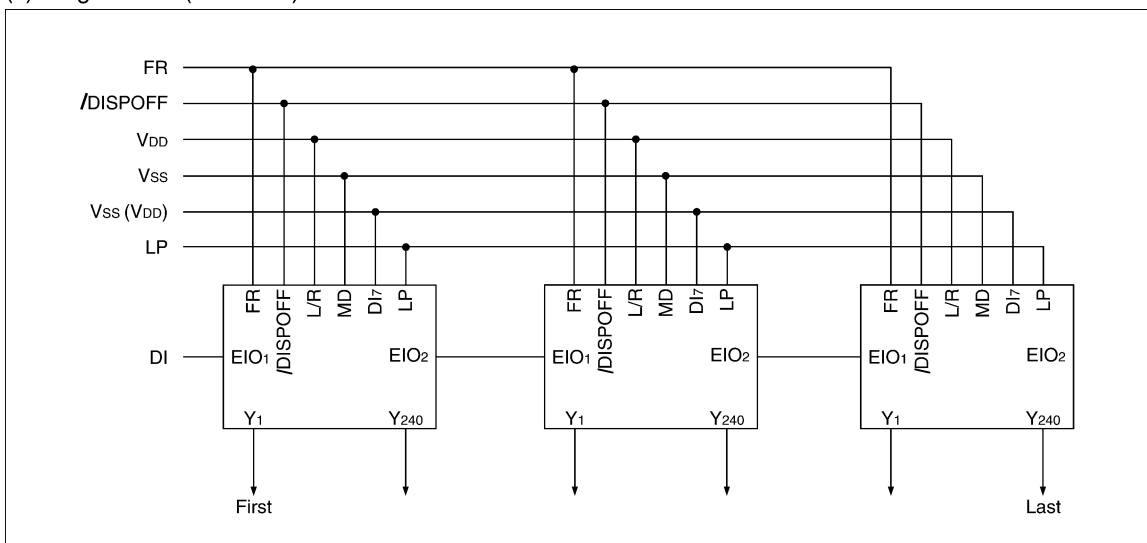 FR
/DISPOFF
VDD
VSS
VSS (VDD)
LP
FR /DISPOFF L/R MD DI7 LP FR /DISPOFF L/R MD DI7 LP FR /DISPOFF L/R MD DI7 LP
DI EIO1 EIO2 EIO1 EIO2 EIO1 EIO2
Y1 Y240 Y1 Y240 Y1 Y240
First Last